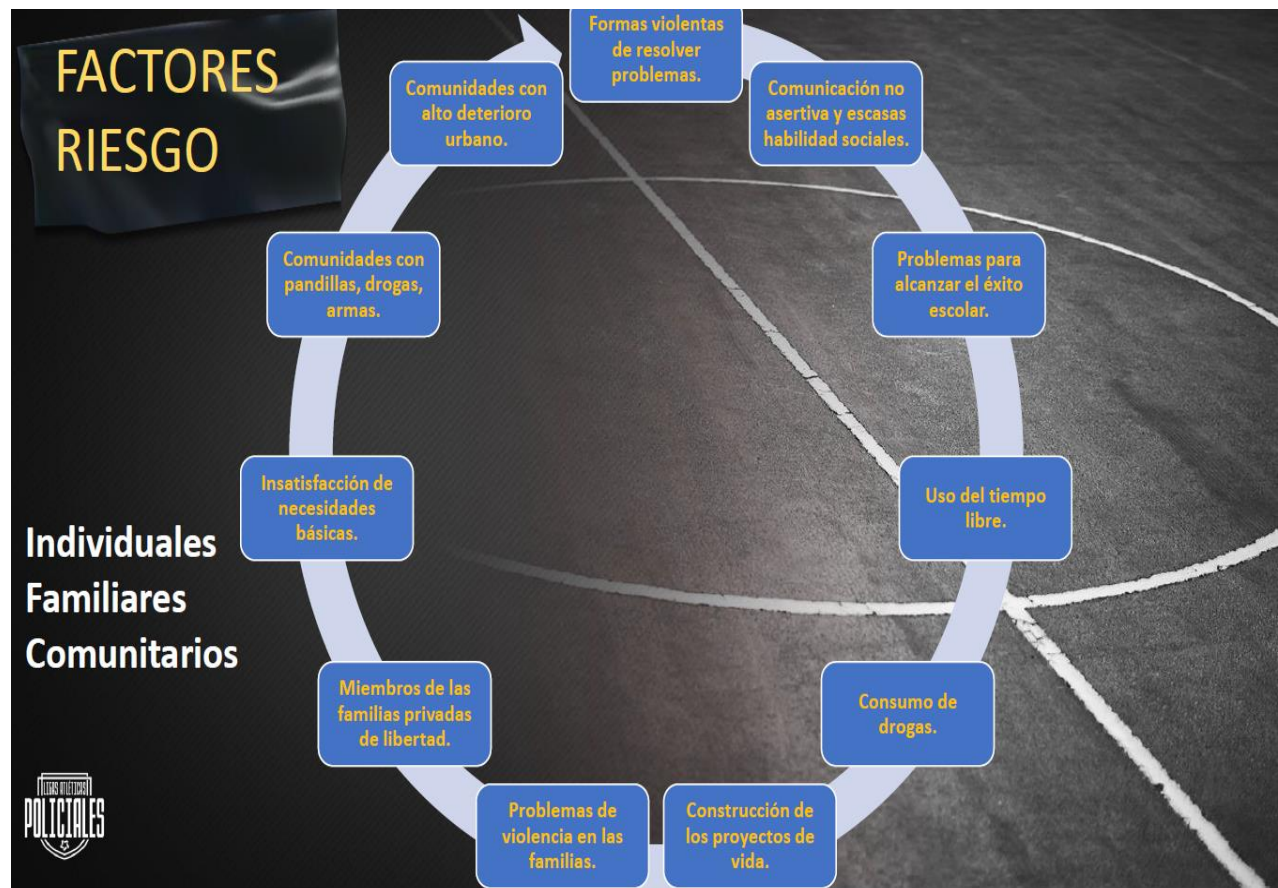 FACTORES
RIESGO
Formas violentas
de resolver
problemas.
Comunicación no
asertiva y escasas
habilidad sociales.
Problemas para
alcanzar el éxito
escolar.
Uso del tiempo
libre.
Consumo de
drogas.
Construcción de
los proyectos de
vida.
Problemas de
violencia en las
familias.
Miembros de las
familias privadas
de libertad.
Insatisfacción de
necesidades
básicas.
Comunidades con
pandillas, drogas,
armas.
Comunidades con
alto deterioro
urbano.
Individuales
Familiares
Comunitarios
LIGAS ATLÉTICAS
POLICIALES